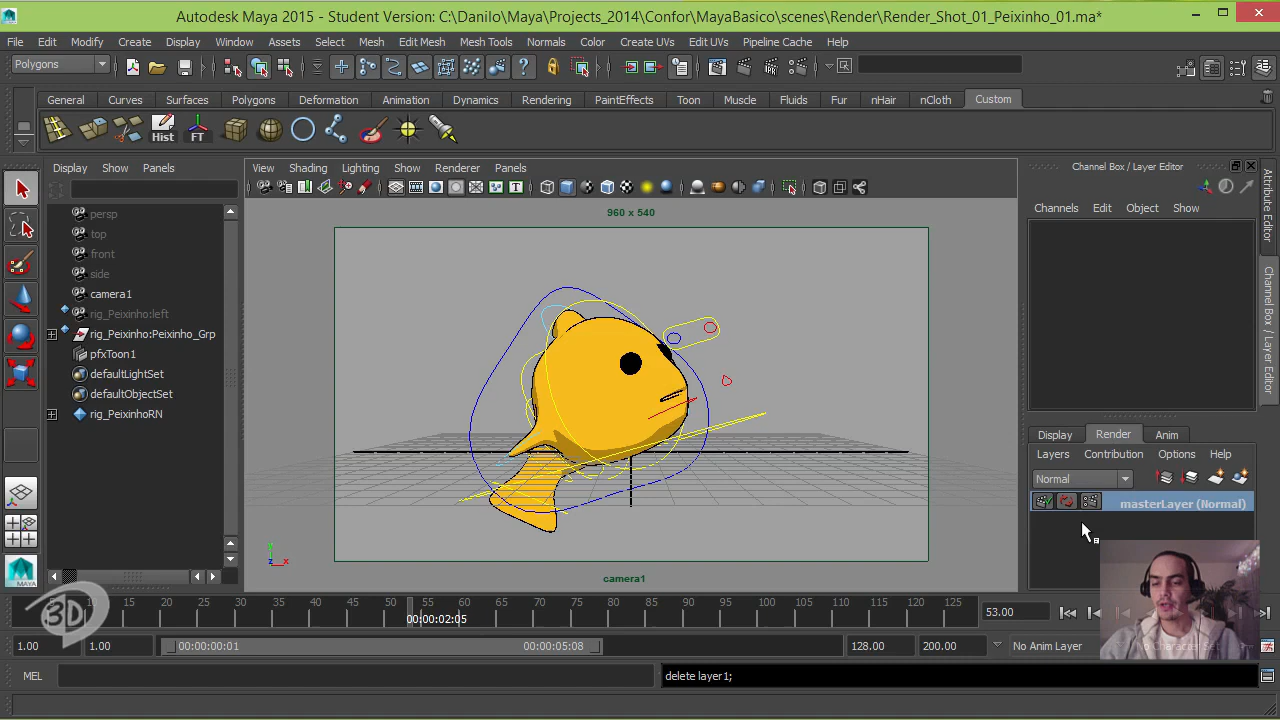 Autodesk Maya 2015 - Student Version: C:\Danilo\Maya\Projects_2014\Confor\MayaBasico\scenes\Render\Render_Shot_01_Peixinho_01.ma*
File Edit Modify Create Display Window Assets Select Mesh Edit Mesh Mesh Tools Normals Color Create UVs Edit UVs Pipeline Cache Help
Polygons
General Curves Surfaces Polygons Deformation Animation Dynamics Rendering PaintEffects Toon Muscle Fluids Fur nHair nCloth Custom
Hist FT
Display Show Panels
View Shading Lighting Show Renderer Panels
Channel Box / Layer Editor
Channels Edit Object Show
persp
top
front
side
camera1
rig_Peixinho:left
rig_Peixinho:Peixinho_Grp
pfxToon1
defaultLightSet
defaultObjectSet
rig_PeixinhoRN
960 x 540
camera1
Attribute Editor
Channel Box / Layer Editor
Display Render Anim
Layers Contribution Options Help
Normal
masterLayer (Normal)
3D
10 15 20 25 30 35 40 45 50 55 60 65 70 75 80 85 90 95 100 105 110 115 120 125
00:00:02:05
53.00
1.00 1.00 00:00:00:01 00:00:05:08 128.00 200.00 No Anim Layer
MEL
delete layer1;